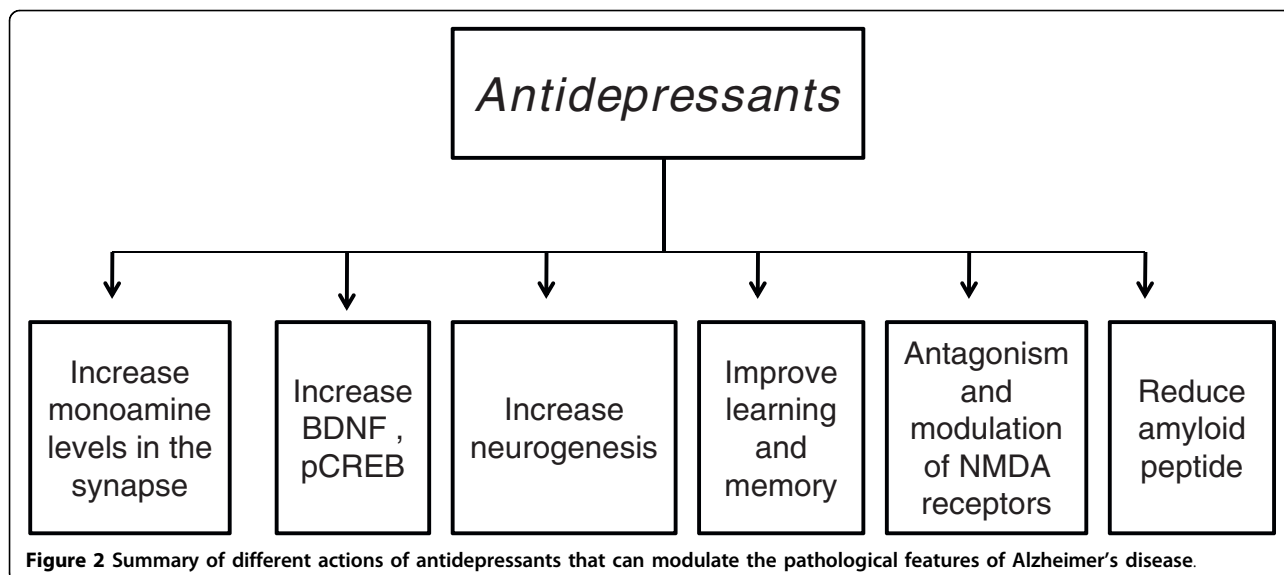 Antidepressants
Increase
monoamine
levels in the
synapse
Increase
BDNF ,
pCREB
Increase
neurogenesis
Improve
learning
and
memory
Antagonism
and
modulation
of NMDA
receptors
Reduce
amyloid
peptide
Figure 2 Summary of different actions of antidepressants that can modulate the pathological features of Alzheimer's disease.